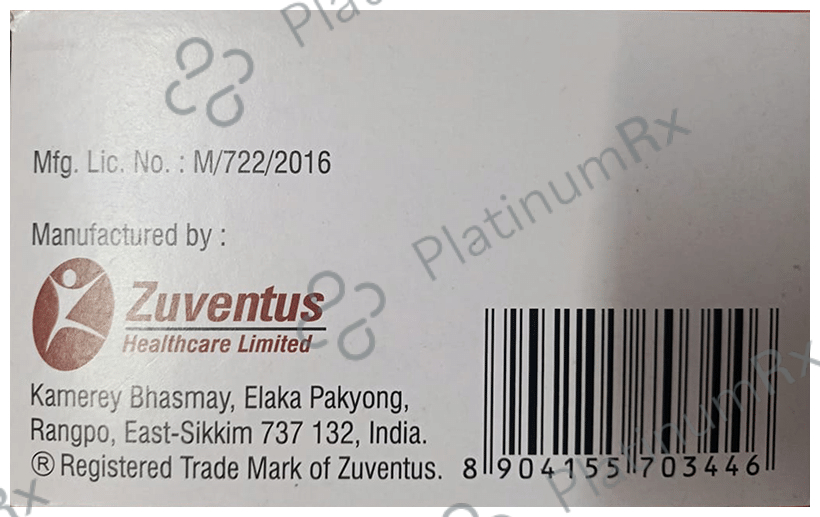 PlatinumRx
Mfg. Lic. No. : M/722/2016
PlatinumRx
Manufactured by :
Zuventus
Healthcare Limited
Kamerey Bhasmay, Elaka Pakyong,
Rangpo, East-Sikkim 737 132, India.
® Registered Trade Mark of Zuventus.
8 904155 703446
PlatinumRx